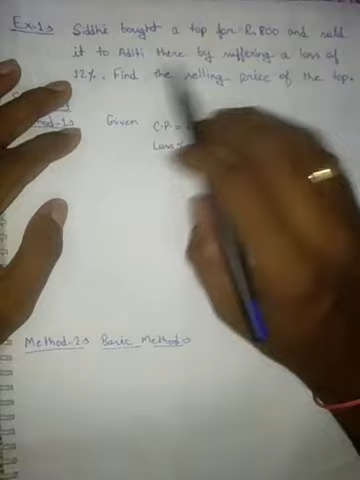 Ex-1:
Siddhi bought a top for Rs.800 and sold
it to Aditi there by suffering a loss of
12%. Find the selling price of the top.
Given C.P. =
Loss %
Method-2: Basic Method: